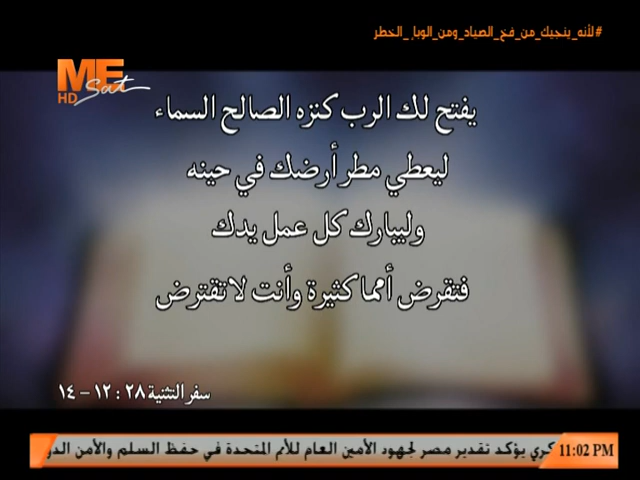 #لأنه_ينجيك_من_فخ_الصياد_ومن_الوبا_الخطر
ME
HD Sat
يفتح لك الرب كنزه الصالح السماء
ليعطي مطر أرضك في حينه
وليبارك كل عمل يدك
فتقرض أمما كثيرة وأنت لا تقترض
سفر التثنية ٢٨ : ١٢ - ١٤
كري يؤكد تقدير مصر لجهود الأمين العام للأمم المتحدة في حفظ السلم والأمن الدو
11:02 PM